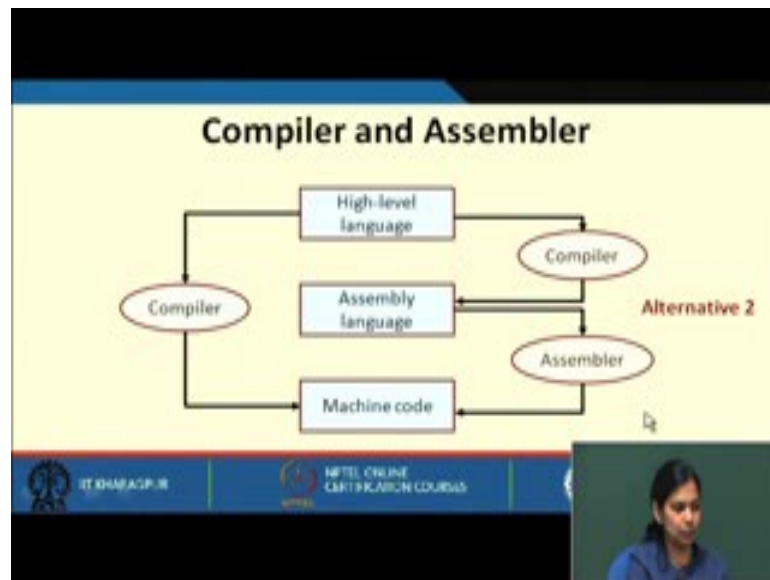 Compiler and Assembler
High-level
language
Compiler
Compiler
Assembly
language
Alternative 2
Assembler
Machine code
IIT KHARAGPUR
NPTEL ONLINE
CERTIFICATION COURSES